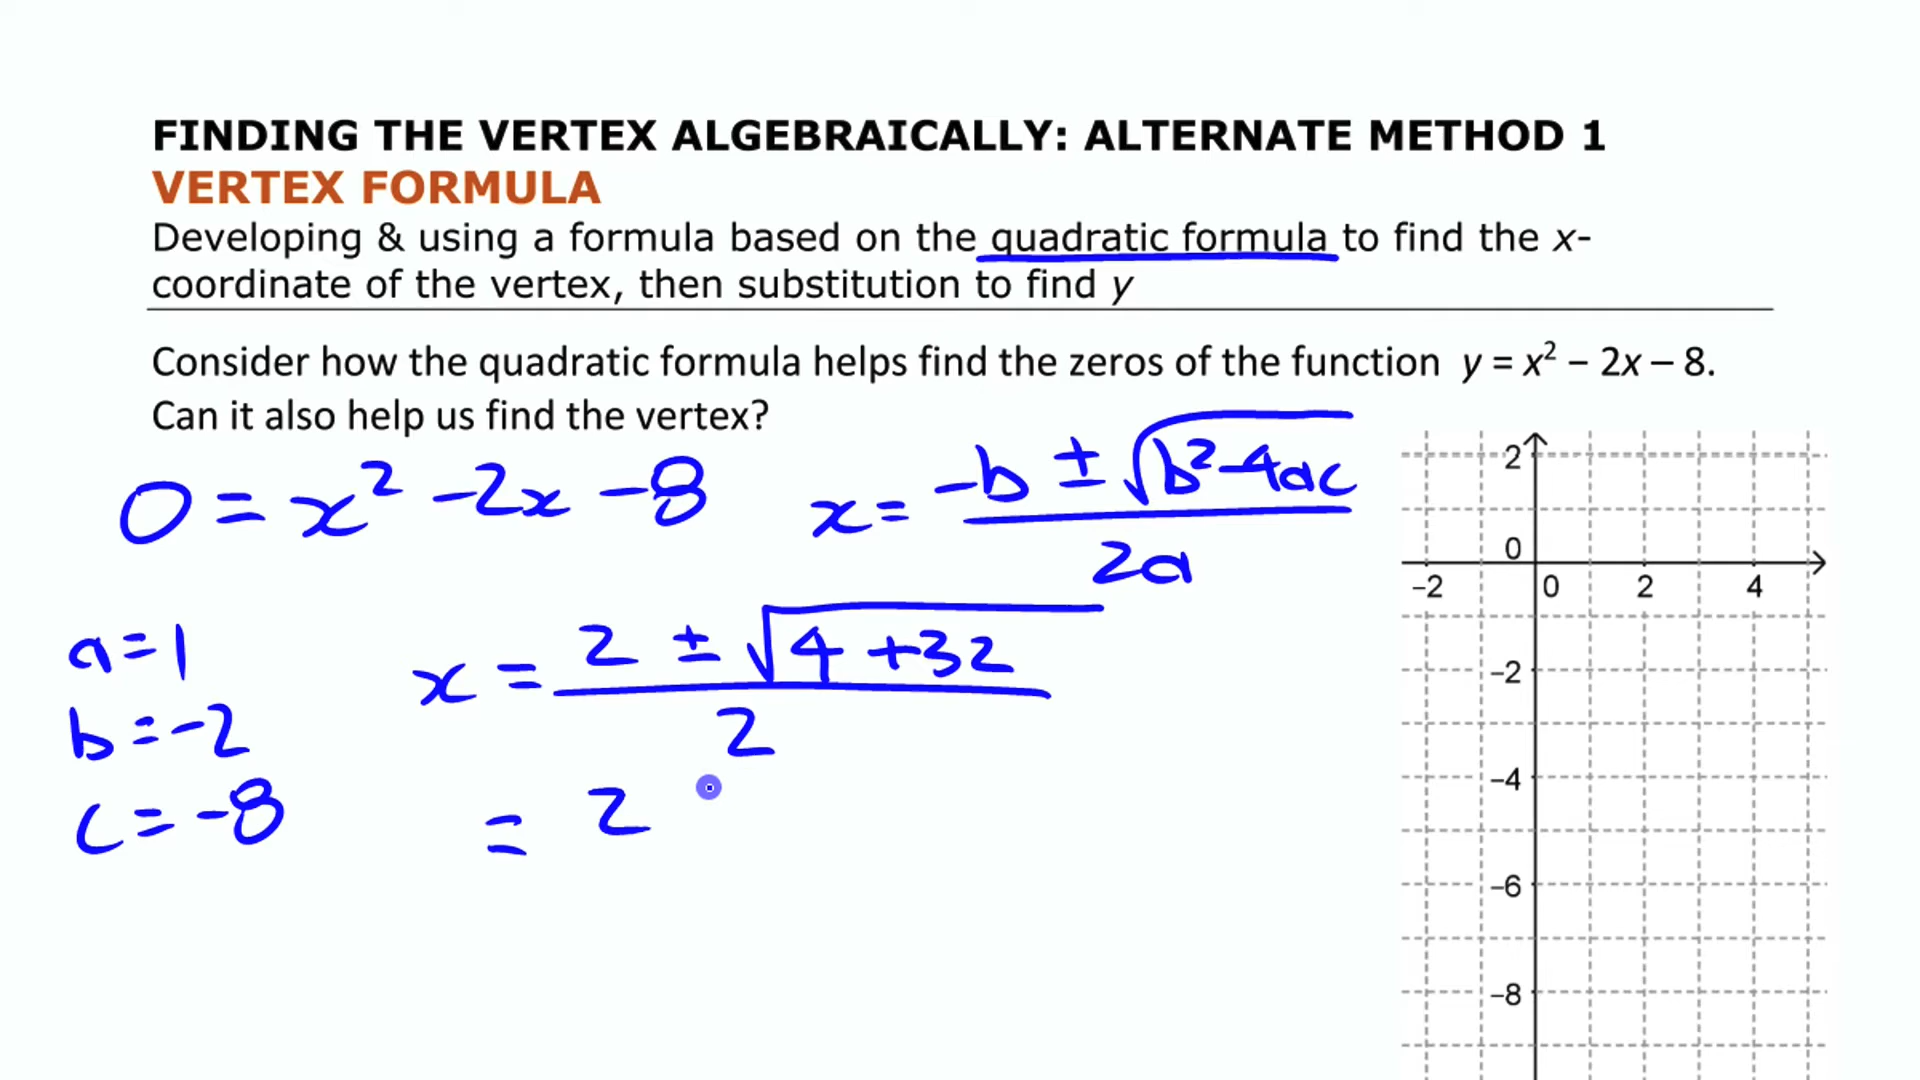 FINDING THE VERTEX ALGEBRAICALLY: ALTERNATE METHOD 1
VERTEX FORMULA
Developing & using a formula based on the quadratic formula to find the x-
coordinate of the vertex, then substitution to find y
Consider how the quadratic formula helps find the zeros of the function y = x² – 2x – 8.
Can it also help us find the vertex?
0 = x² -2x -8
x = (-b ± √(b²-4ac)) / 2a
a=1
b=-2
c=-8
x = (2 ± √(4 +32)) / 2
= 2
2
0
-2
0
2
4
-2
-4
-6
-8